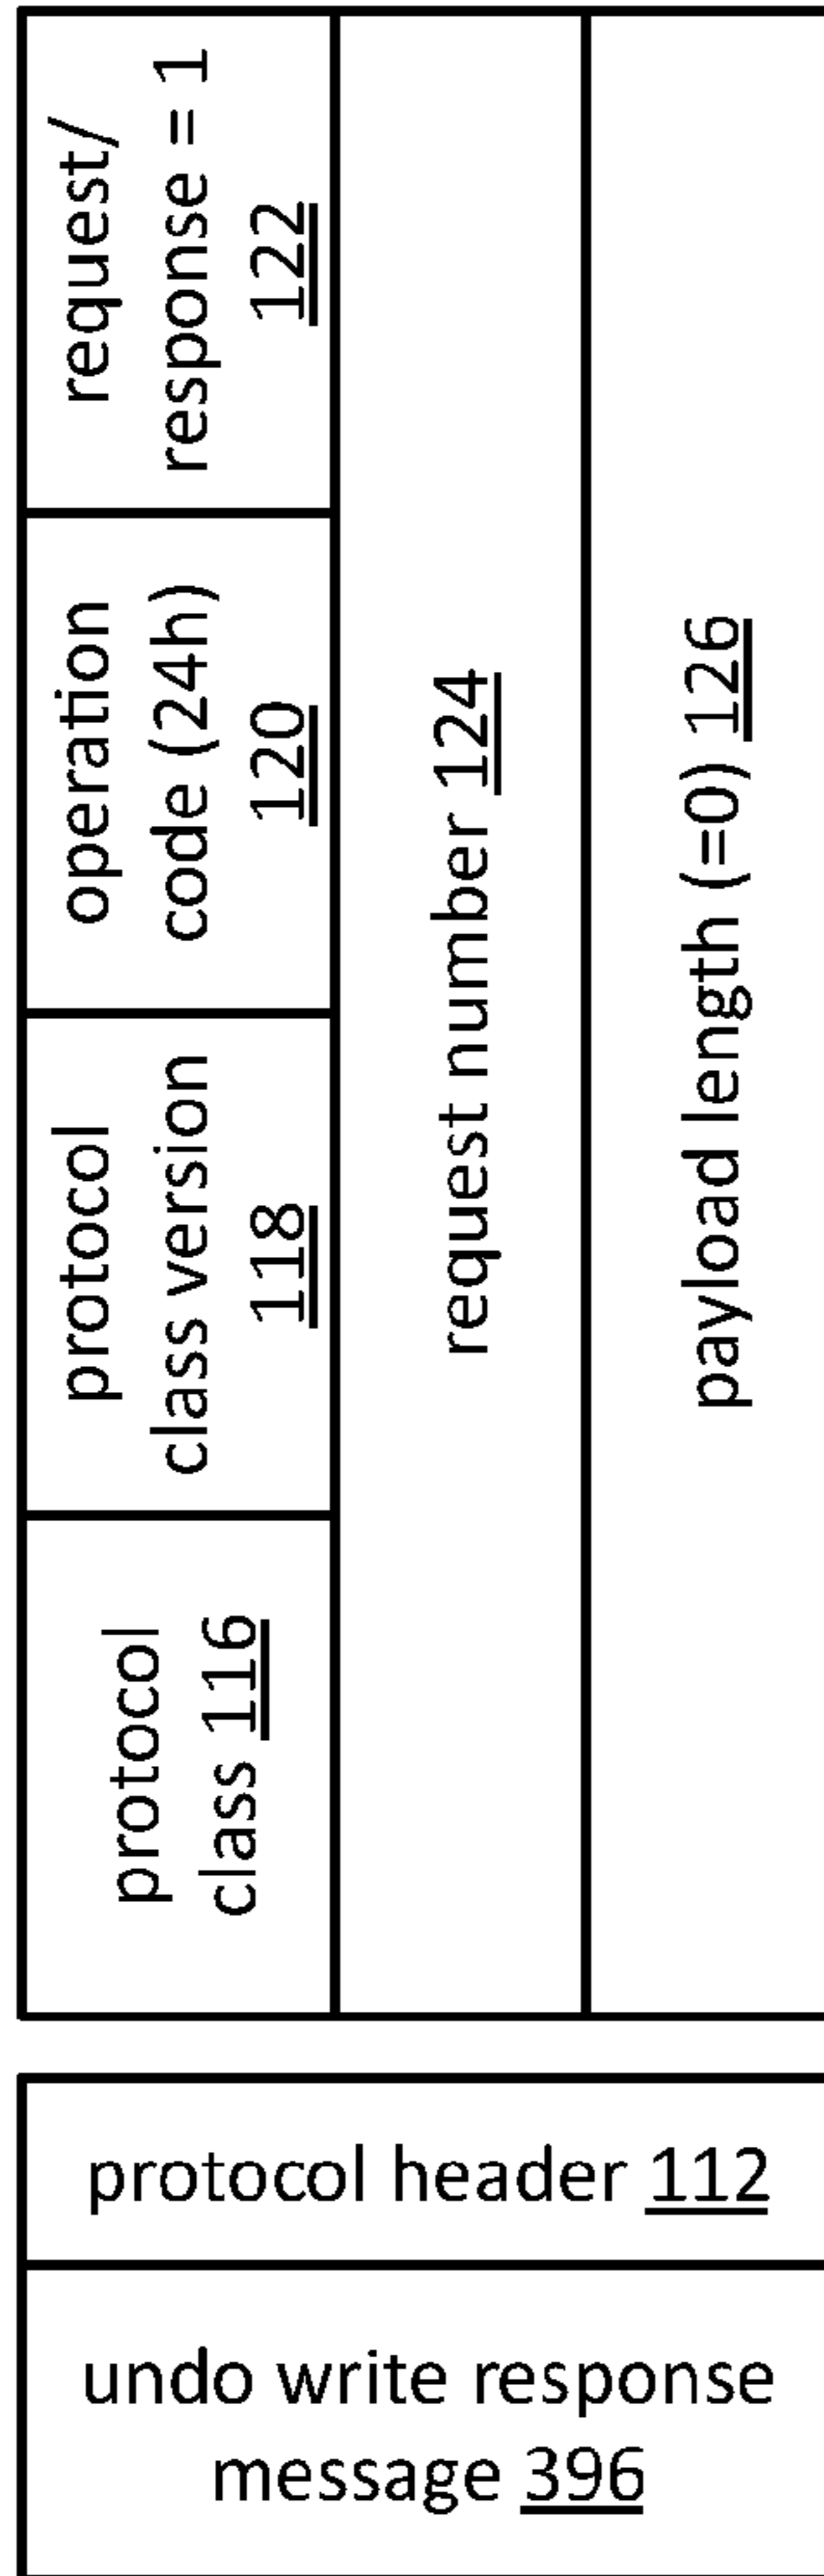 undo write response
message 396
protocol header 112
protocol
class 116
protocol
class version
118
operation
code (24h)
120
request/
response = 1
122
request number 124
payload length (=0) 126